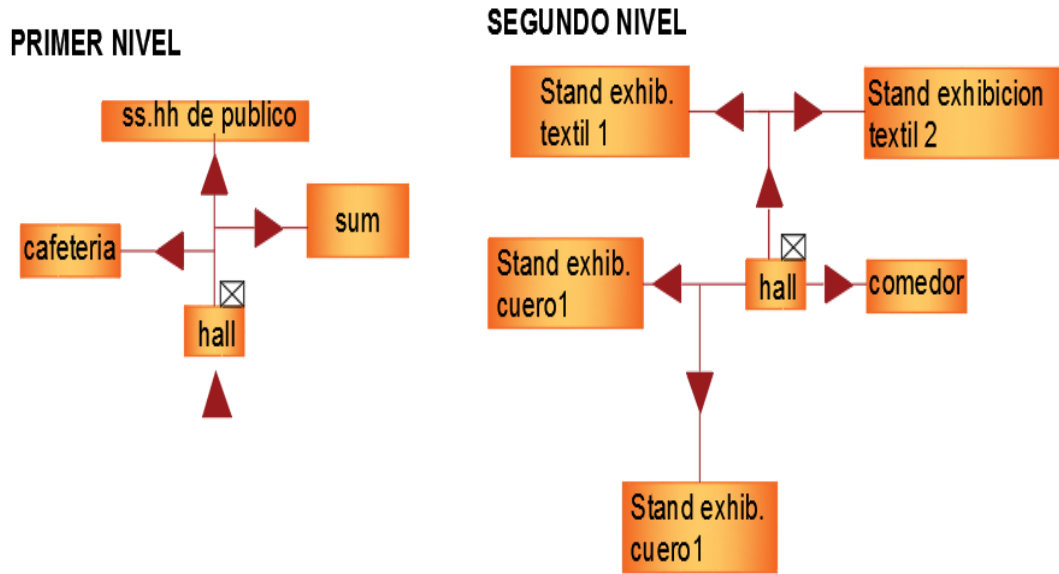 PRIMER NIVEL
ss.hh de publico
cafeteria
sum
hall
SEGUNDO NIVEL
Stand exhib.
textil 1
Stand exhibicion
textil 2
Stand exhib.
cuero1
hall
comedor
Stand exhib.
cuero1